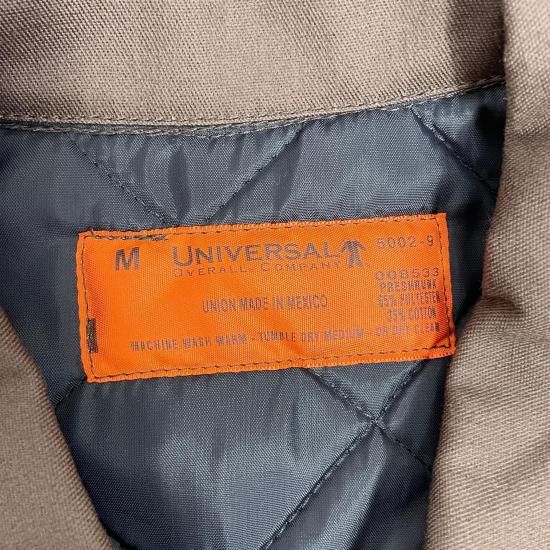 M UNIVERSAL 5002-9
OVERALL COMPANY
008533
PRESHRUNK
65% POLYESTER
35% COTTON
UNION MADE IN MEXICO
MACHINE WASH WARM - TUMBLE DRY MEDIUM - OR DRY CLEAN